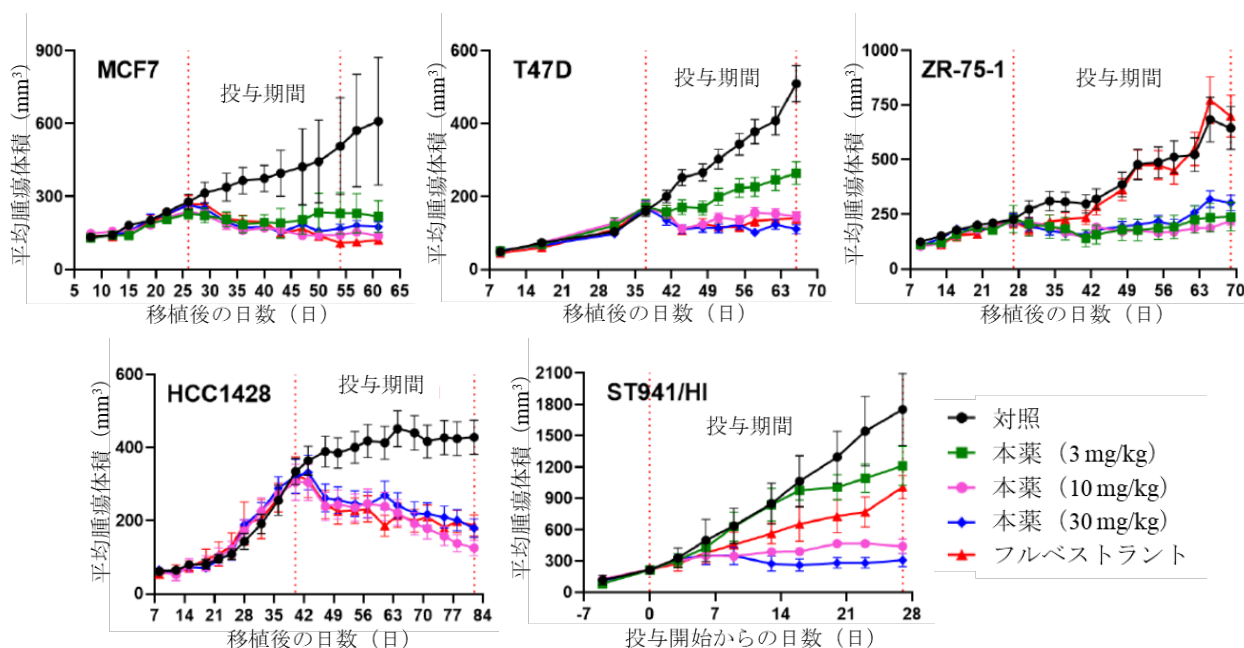 MCF7
投与期間
平均腫瘍体積（mm³）
900
600
300
0
5 10 15 20 25 30 35 40 45 50 55 60 65
移植後の日数（日）
T47D
投与期間
平均腫瘍体積（mm³）
600
400
200
0
7 14 21 28 35 42 49 56 63 70
移植後の日数（日）
ZR-75-1
投与期間
平均腫瘍体積（mm³）
1000
750
500
250
0
7 14 21 28 35 42 49 56 63 70
移植後の日数（日）
HCC1428
投与期間
平均腫瘍体積（mm³）
600
400
200
0
7 14 21 28 35 42 49 56 63 70 77 84
移植後の日数（日）
ST941/HI
投与期間
平均腫瘍体積（mm³）
2100
1800
1500
1200
900
600
300
0
-7 0 7 14 21 28
投与開始からの日数（日）
対照
本薬（3 mg/kg）
本薬（10 mg/kg）
本薬（30 mg/kg）
フルベストラント